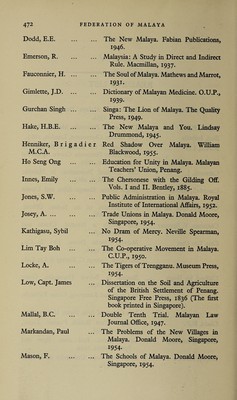 472 FEDERATION OF MALAYA
Dodd, E.E. ... ... The New Malaya. Fabian Publications,
1946.
Emerson, R. ... ... Malaysia: A Study in Direct and Indirect
Rule. Macmillan, 1937.
Fauconnier, H. ... ... The Soul of Malaya. Mathews and Marrot,
1931.
Gimlette, J.D. ... ... Dictionary of Malayan Medicine. O.U.P.,
1939.
Gurchan Singh ... ... Singa: The Lion of Malaya. The Quality
Press, 1949.
Hake, H.B.E. ... ... The New Malaya and You. Lindsay
Drummond, 1945.
Henniker, Brigadier Red Shadow Over Malaya. William
M.C.A. Blackwood, 1955.
Ho Seng Ong ... ... Education for Unity in Malaya. Malayan
Teachers' Union, Penang.
Innes, Emily ... ... The Chersonese with the Gilding Off.
Vols. I and II. Bentley, 1885.
Jones, S.W. ... ... Public Administration in Malaya. Royal
Institute of International Affairs, 1952.
Josey, A. ... ... ... Trade Unions in Malaya. Donald Moore,
Singapore, 1954.
Kathigasu, Sybil ... No Dram of Mercy. Neville Spearman,
1954.
Lim Tay Boh ... ... The Co-operative Movement in Malaya.
C.U.P., 1950.
Locke, A. ... ... The Tigers of Trengganu. Museum Press,
1954.
Low, Capt. James ... Dissertation on the Soil and Agriculture
of the British Settlement of Penang.
Singapore Free Press, 1836 (The first
book printed in Singapore).
Mallal, B.C. ... ... Double Tenth Trial. Malayan Law
Journal Office, 1947.
Markandan, Paul ... The Problems of the New Villages in
Malaya. Donald Moore, Singapore,
1954.
Mason, F. ... ... The Schools of Malaya. Donald Moore,
Singapore, 1954.